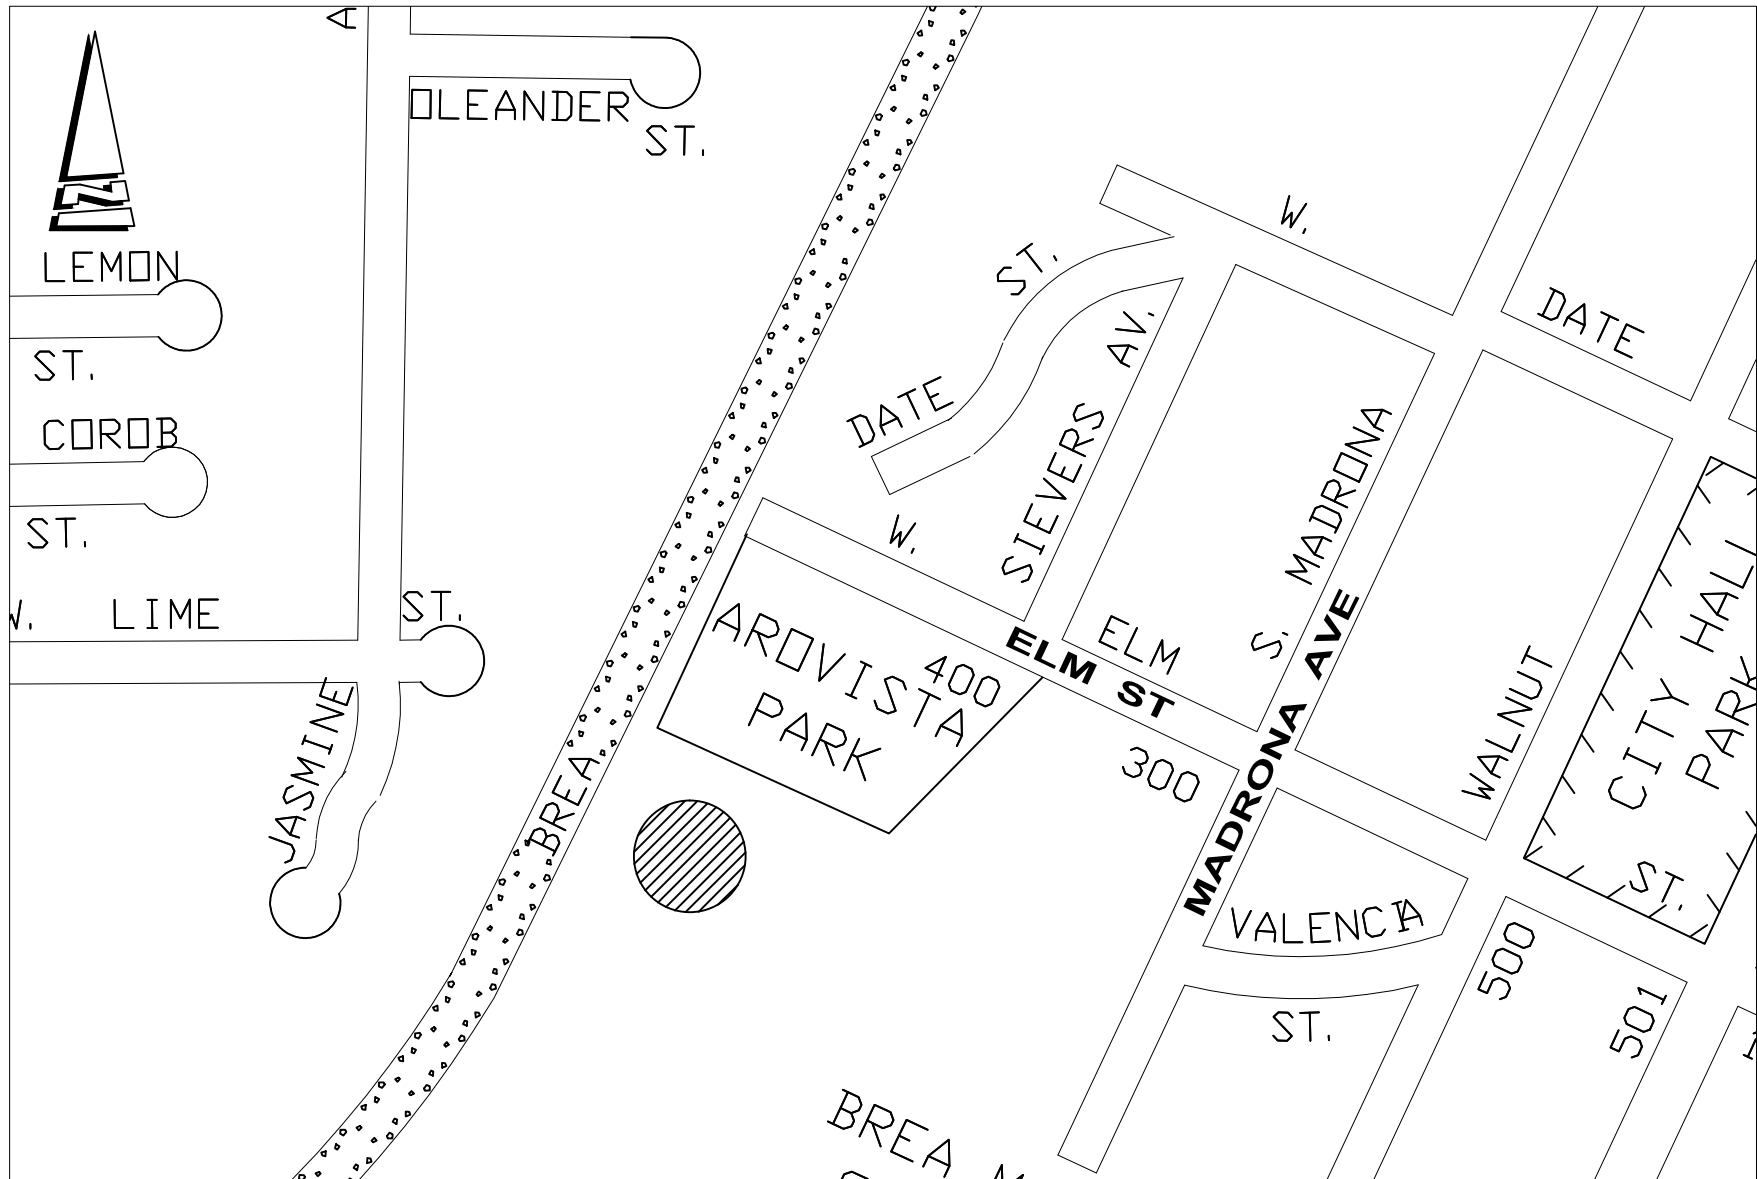 A
OLEANDER
ST.
N
LEMON
ST.
COROB
ST.
W. LIME ST.
JASMINE
BREA
W.
DATE
DATE ST.
SIEVERS AV.
S. MADRONA
W. ELM
ELM ST
MADRONA AVE
AROVISTA
PARK
400
300
WALNUT
CITY HALL
PARK
ST.
VALENCIA
ST.
500
501
BREA M